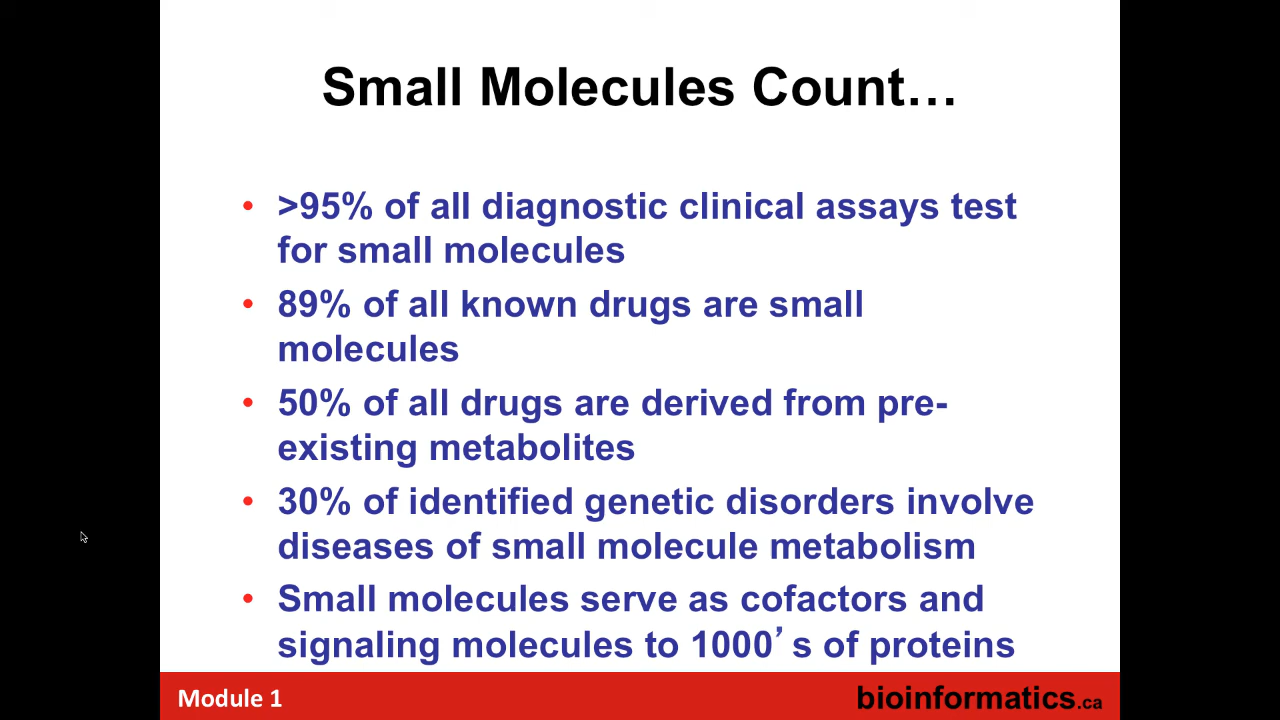 Small Molecules Count…
• >95% of all diagnostic clinical assays test
for small molecules
• 89% of all known drugs are small
molecules
• 50% of all drugs are derived from pre-
existing metabolites
• 30% of identified genetic disorders involve
diseases of small molecule metabolism
• Small molecules serve as cofactors and
signaling molecules to 1000’s of proteins
Module 1
bioinformatics.ca